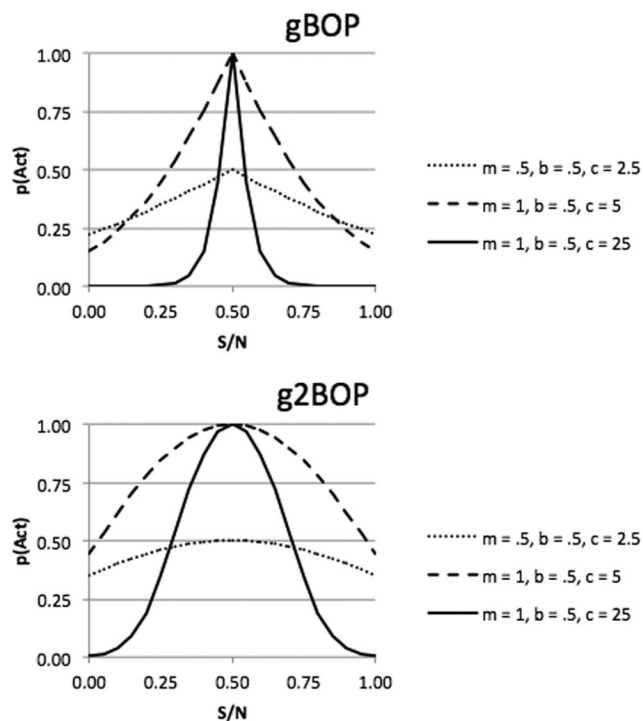 gBOP
1.00
0.75
0.50
0.25
0.00
p(Act)
0.00 0.25 0.50 0.75 1.00
S/N
m = .5, b = .5, c = 2.5
m = 1, b = .5, c = 5
m = 1, b = .5, c = 25
g2BOP
1.00
0.75
0.50
0.25
0.00
p(Act)
0.00 0.25 0.50 0.75 1.00
S/N
m = .5, b = .5, c = 2.5
m = 1, b = .5, c = 5
m = 1, b = .5, c = 25